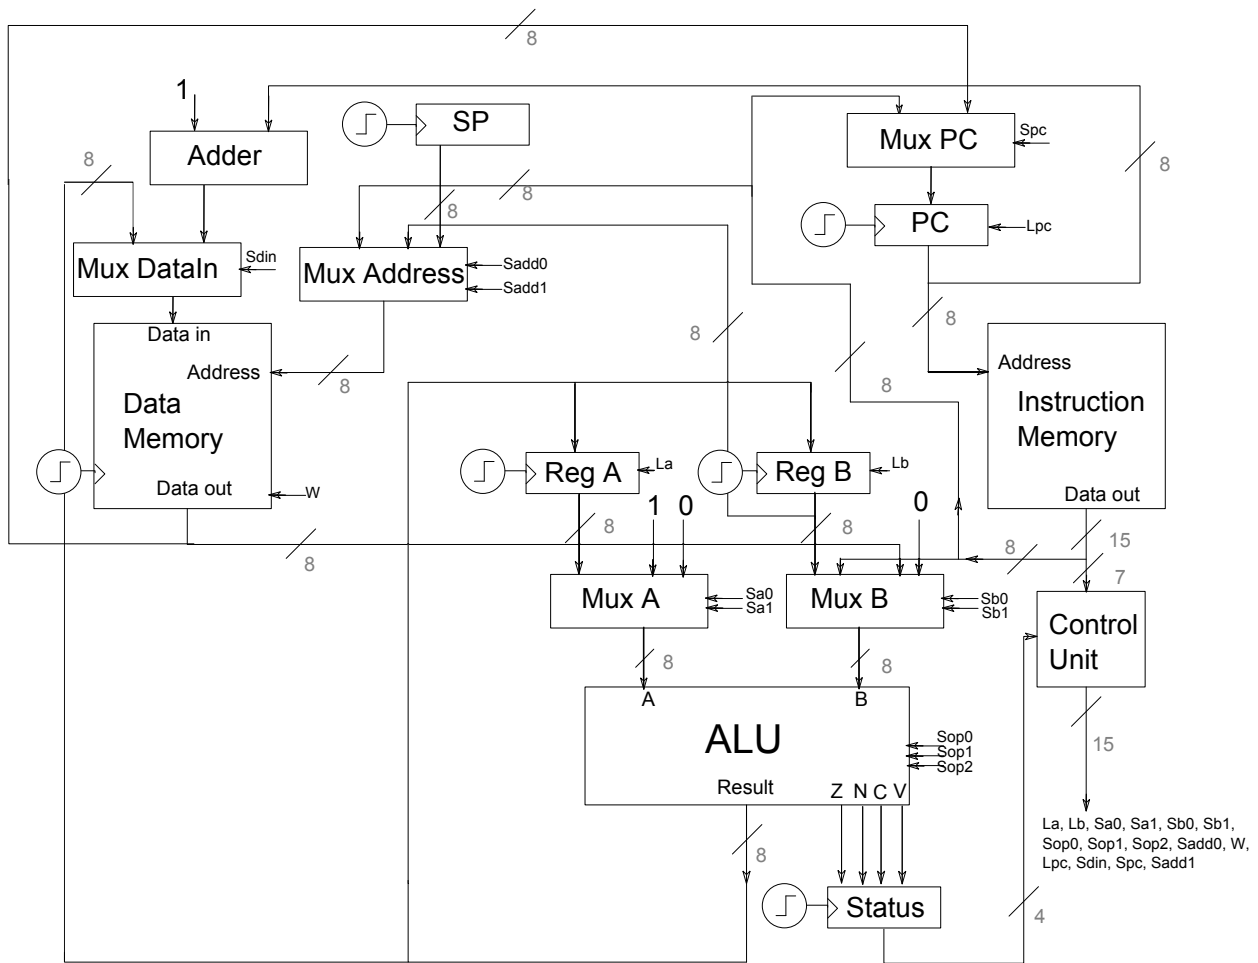 8
1
SP
Mux PC
Spc
Adder
8
8
8
8
PC
Lpc
Mux DataIn
Sdin
Mux Address
Sadd0
Sadd1
8
8
Data in
Address
8
8
Address
Data
Memory
Instruction
Memory
Reg A
La
Reg B
Lb
Data out
W
Data out
1 0
0
8
8
8
8
15
7
Mux A
Sa0
Sa1
Mux B
Sb0
Sb1
Control
Unit
8
8
A
B
ALU
Sop0
Sop1
Sop2
15
Result
Z N C V
La, Lb, Sa0, Sa1, Sb0, Sb1,
Sop0, Sop1, Sop2, Sadd0, W,
Lpc, Sdin, Spc, Sadd1
8
Status
4